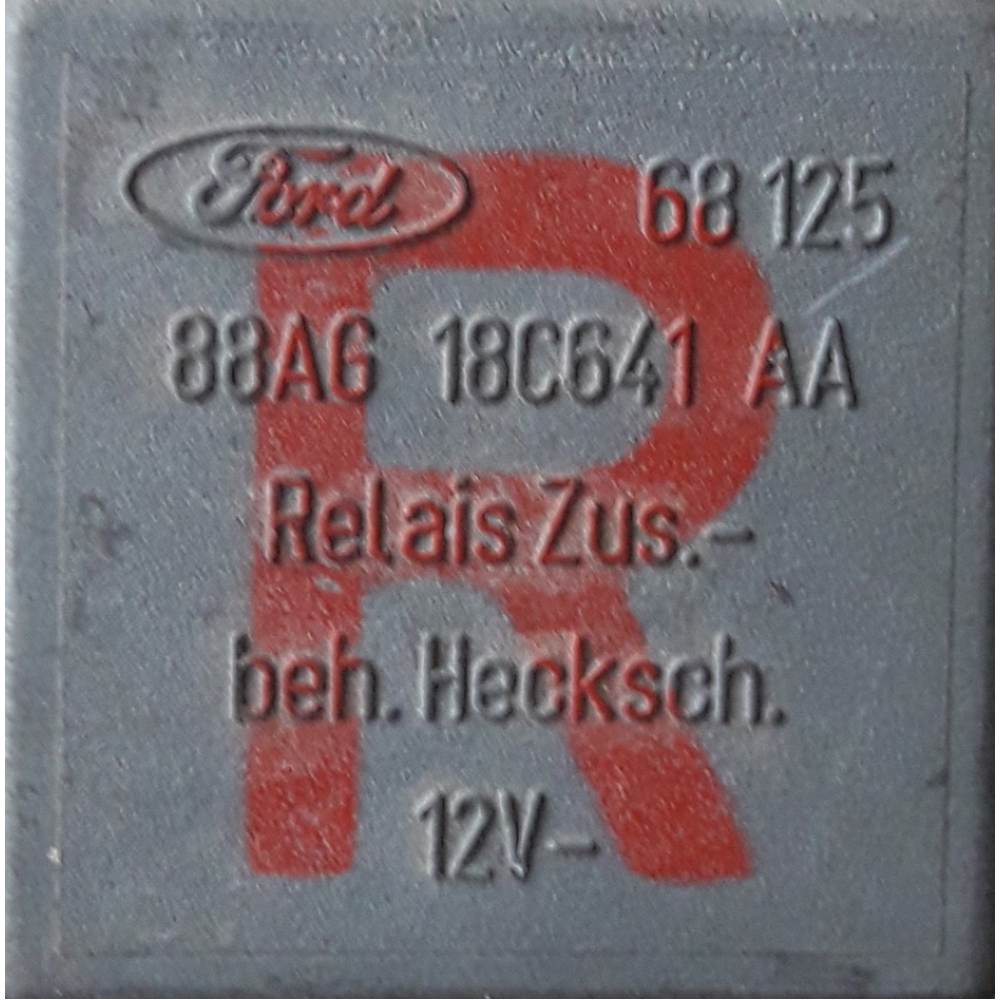 Ford 68 125
88AG 18C641 AA
Relais Zus.-
beh. Hecksch.
12V-
R